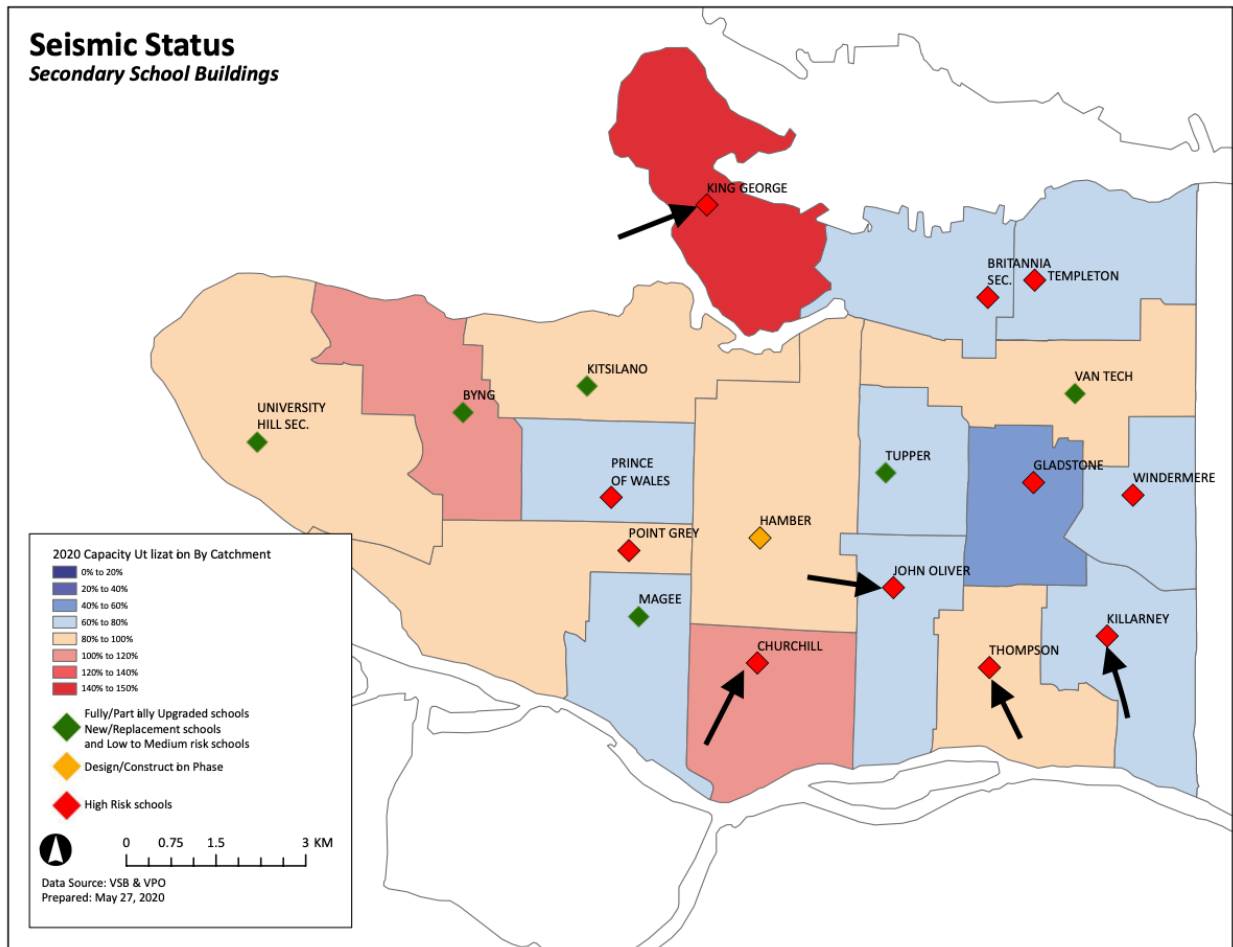 Seismic Status
Secondary School Buildings
KING GEORGE
BRITANNIA
SEC.
TEMPLETON
KITSILANO
VAN TECH
BYNG
UNIVERSITY
HILL SEC.
TUPPER
GLADSTONE
PRINCE
OF WALES
WINDERMERE
HAMBER
POINT GREY
JOHN OLIVER
MAGEE
KILLARNEY
CHURCHILL
THOMPSON
2020 Capacity Ut lizat on By Catchment
0% to 20%
20% to 40%
40% to 60%
60% to 80%
80% to 100%
100% to 120%
120% to 140%
140% to 150%
Fully/Part ally Upgraded schools
New/Replacement schools
and Low to Medium risk schools
Design/Construct on Phase
High Risk schools
0 0.75 1.5 3 KM
Data Source: VSB & VPO
Prepared: May 27, 2020